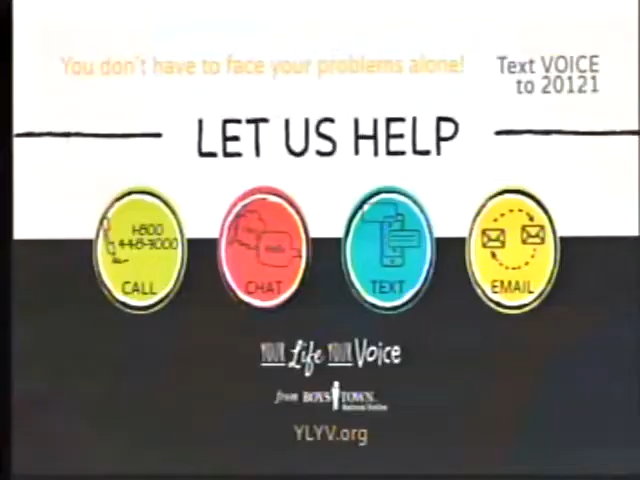 You don't have to face your problems alone!
Text VOICE
to 20121
LET US HELP
1-800
448-3000
CALL
Hello
CHAT
TEXT
EMAIL
YOUR Life YOUR Voice
from BOYS TOWN
YLYV.org